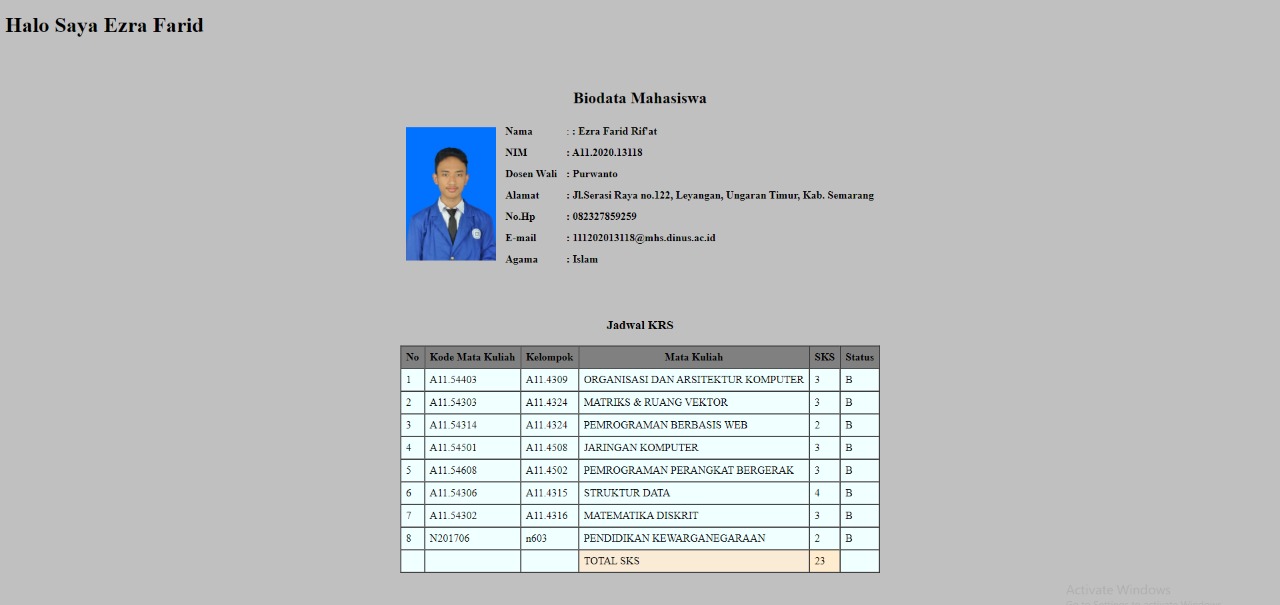 Halo Saya Ezra Farid
Biodata Mahasiswa
Nama : : Ezra Farid Rif'at
NIM : A11.2020.13118
Dosen Wali : Purwanto
Alamat : Jl.Serasi Raya no.122, Leyangan, Ungaran Timur, Kab. Semarang
No.Hp : 082327859259
E-mail : 111202013118@mhs.dinus.ac.id
Agama : Islam
Jadwal KRS
No Kode Mata Kuliah Kelompok Mata Kuliah SKS Status
1 A11.54403 A11.4309 ORGANISASI DAN ARSITEKTUR KOMPUTER 3 B
2 A11.54303 A11.4324 MATRIKS & RUANG VEKTOR 3 B
3 A11.54314 A11.4324 PEMROGRAMAN BERBASIS WEB 2 B
4 A11.54501 A11.4508 JARINGAN KOMPUTER 3 B
5 A11.54608 A11.4502 PEMROGRAMAN PERANGKAT BERGERAK 3 B
6 A11.54306 A11.4315 STRUKTUR DATA 4 B
7 A11.54302 A11.4316 MATEMATIKA DISKRIT 3 B
8 N201706 n603 PENDIDIKAN KEWARGANEGARAAN 2 B
TOTAL SKS 23
Activate Windows